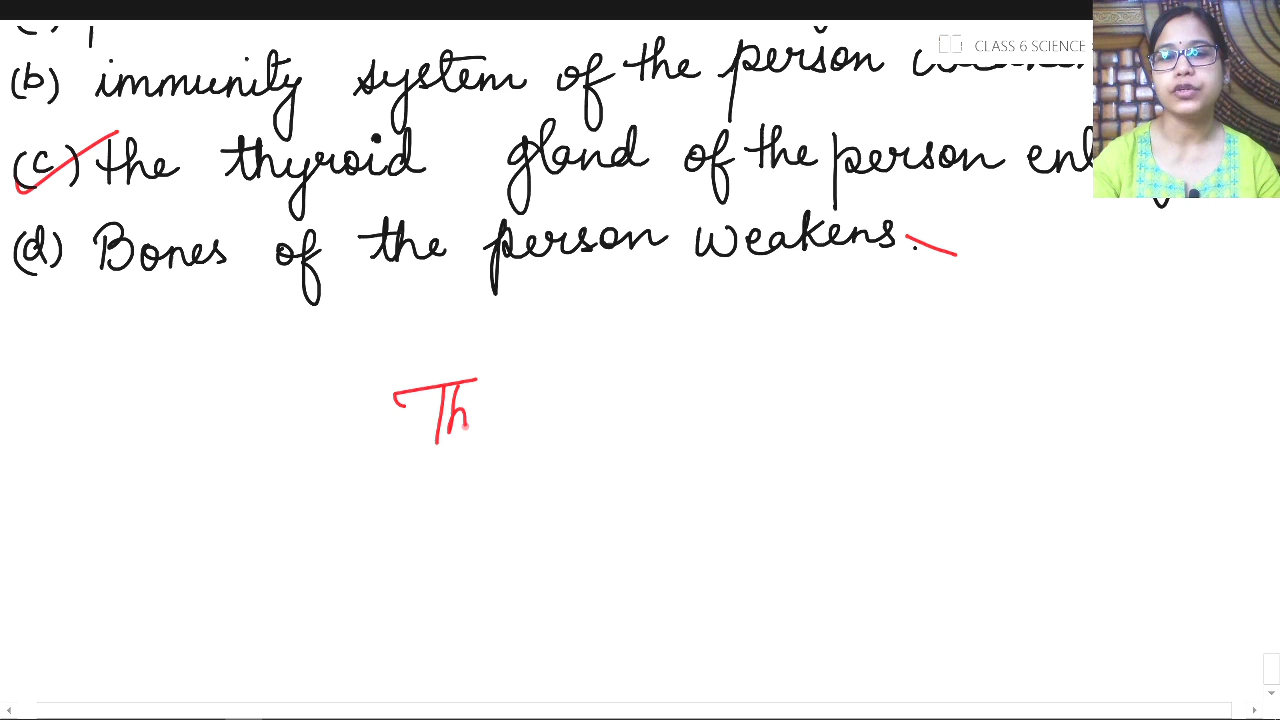 CLASS 6 SCIENCE
(b) immunity system of the person
(c) the thyroid gland of the person
(d) Bones of the person weakens.
Th